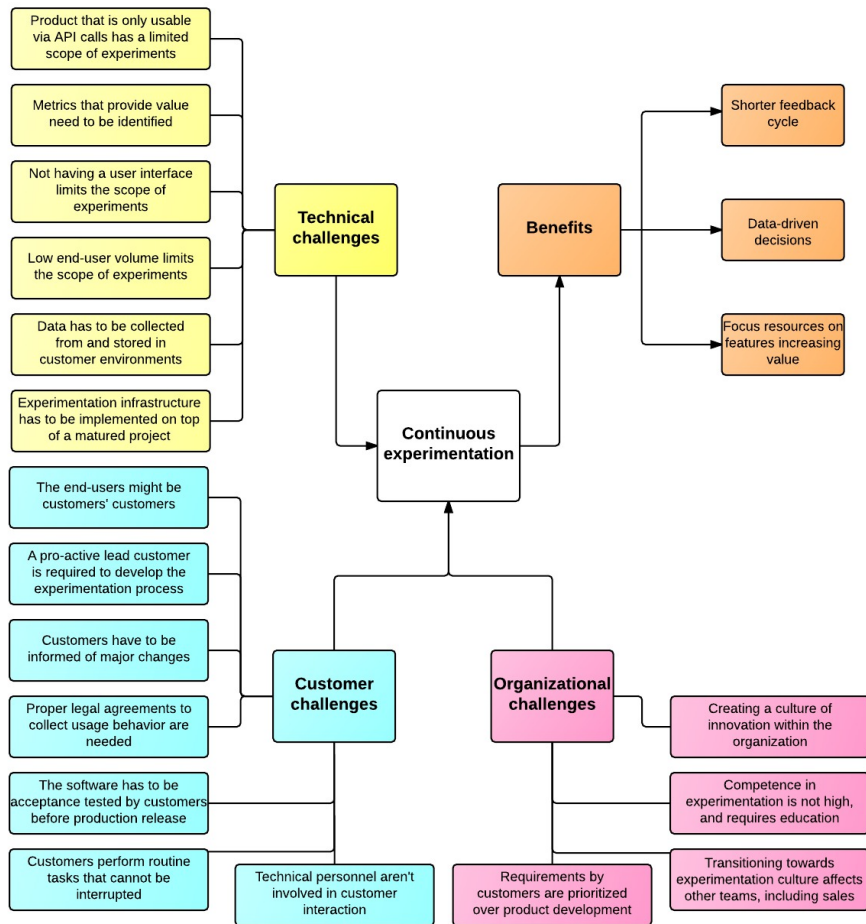 Product that is only usable
via API calls has a limited
scope of experiments
Metrics that provide value
need to be identified
Not having a user interface
limits the scope of
experiments
Low end-user volume limits
the scope of experiments
Data has to be collected
from and stored in
customer environments
Experimentation infrastructure
has to be implemented on top
of a matured project
Technical
challenges
Benefits
Shorter feedback
cycle
Data-driven
decisions
Focus resources on
features increasing
value
Continuous
experimentation
The end-users might be
customers' customers
A pro-active lead customer
is required to develop the
experimentation process
Customers have to be
informed of major changes
Proper legal agreements to
collect usage behavior are
needed
The software has to be
acceptance tested by customers
before production release
Customers perform routine
tasks that cannot be
interrupted
Customer
challenges
Technical personnel aren't
involved in customer
interaction
Organizational
challenges
Requirements by
customers are prioritized
over product development
Creating a culture of
innovation within the
organization
Competence in
experimentation is not high,
and requires education
Transitioning towards
experimentation culture affects
other teams, including sales